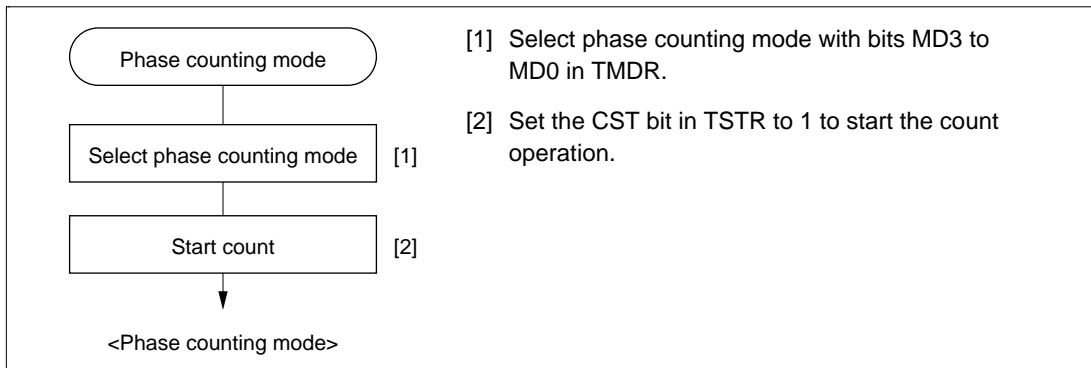 Phase counting mode
Select phase counting mode [1]
Start count [2]
<Phase counting mode>
[1] Select phase counting mode with bits MD3 to
MD0 in TMDR.
[2] Set the CST bit in TSTR to 1 to start the count
operation.